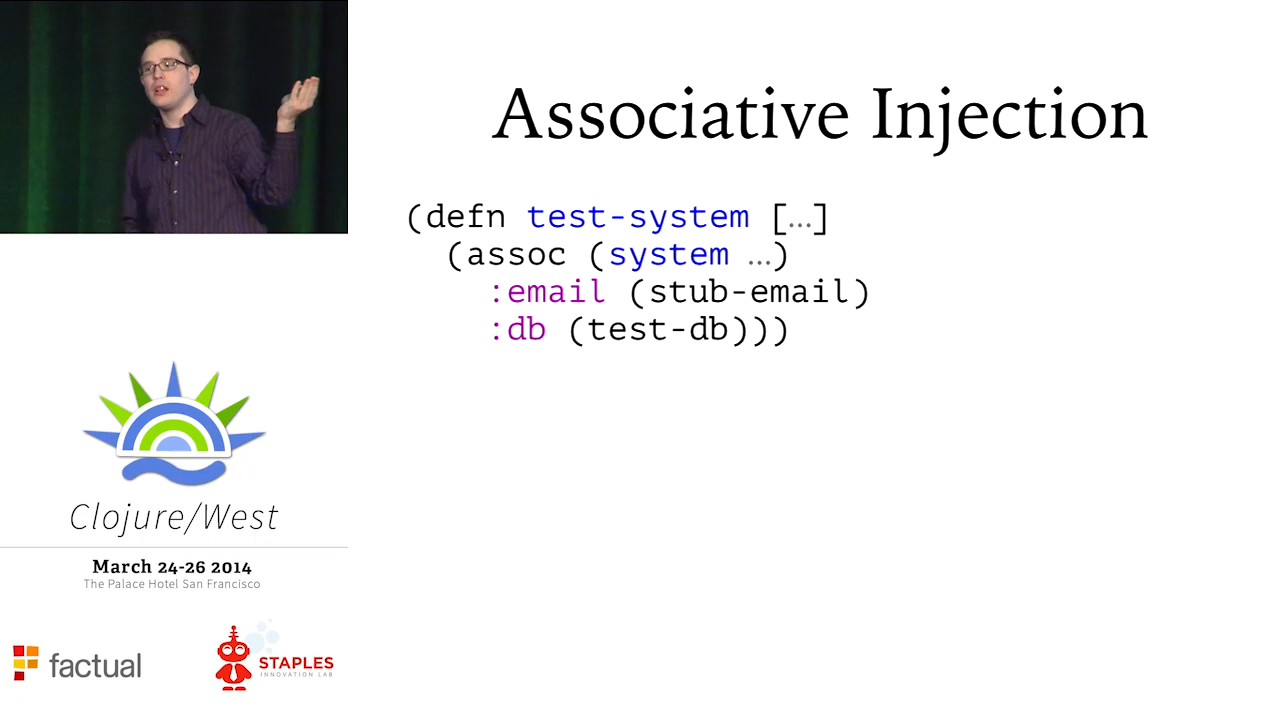 Associative Injection
(defn test-system […]
(assoc (system …)
:email (stub-email)
:db (test-db)))
Clojure/West
March 24-26 2014
The Palace Hotel San Francisco
factual
STAPLES
INNOVATION LAB